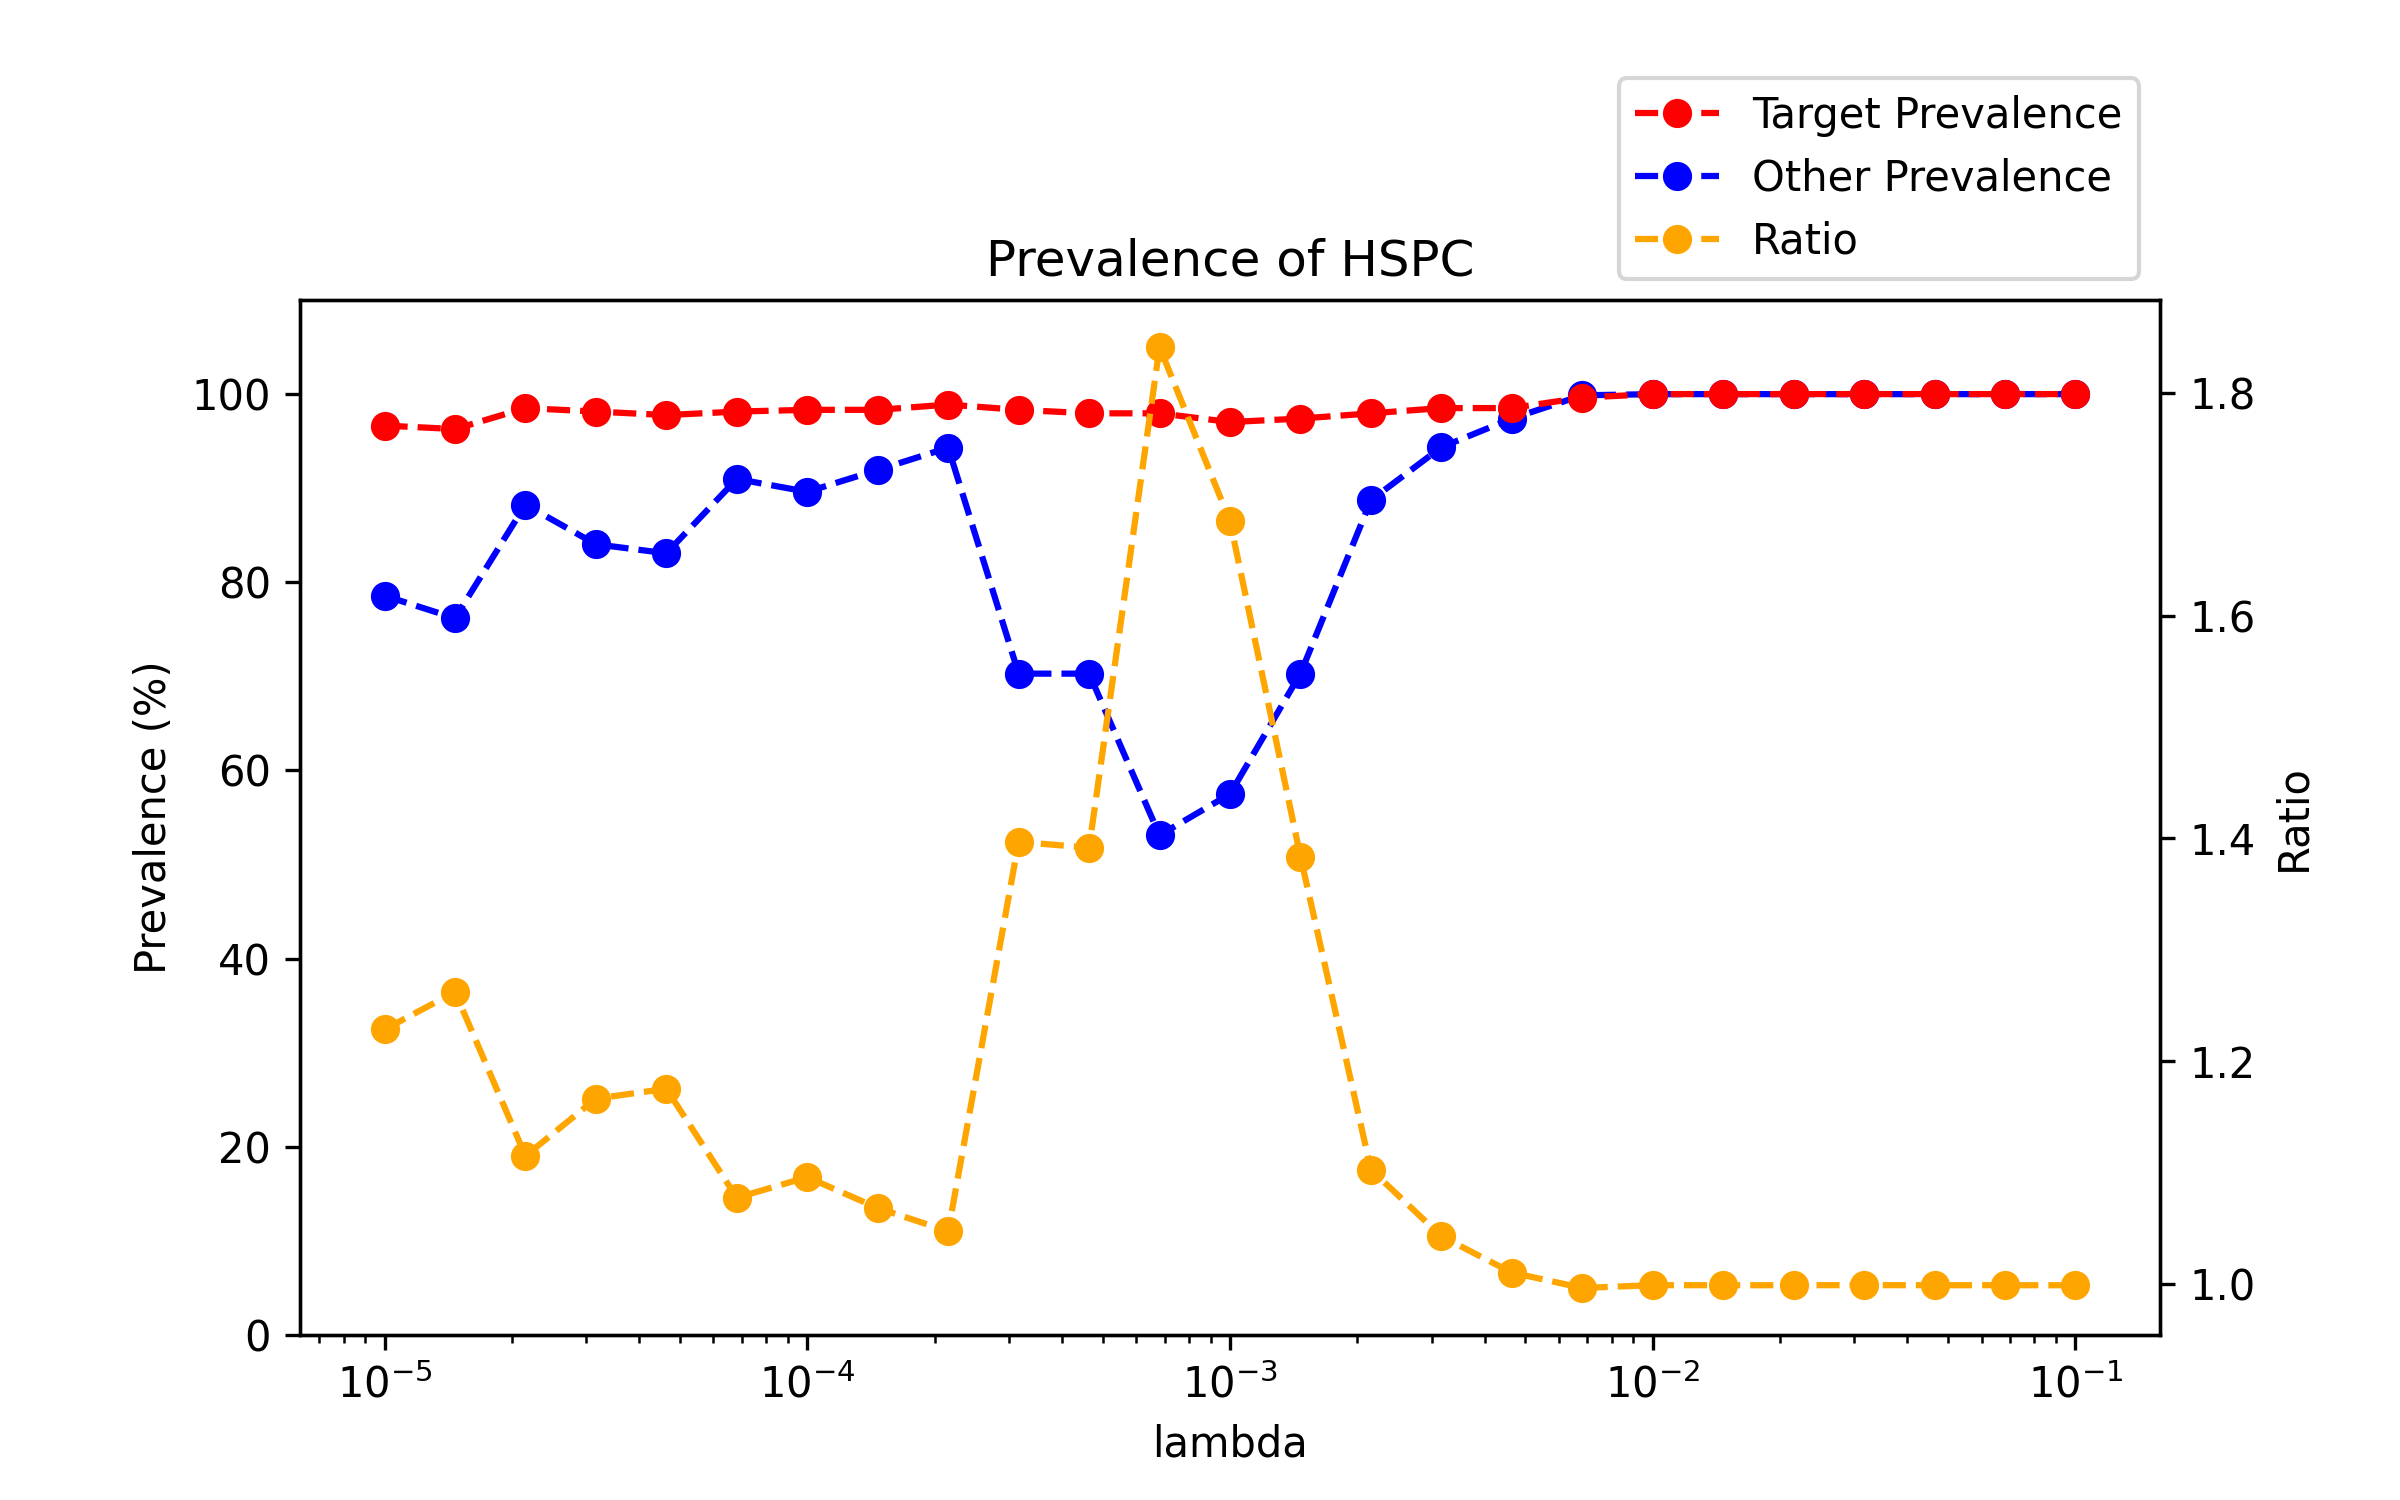 Target Prevalence
Other Prevalence
Ratio
Prevalence of HSPC
100
80
60
40
20
0
Prevalence (%)
1.8
1.6
1.4
1.2
1.0
Ratio
10⁻⁵ 10⁻⁴ 10⁻³ 10⁻² 10⁻¹
lambda